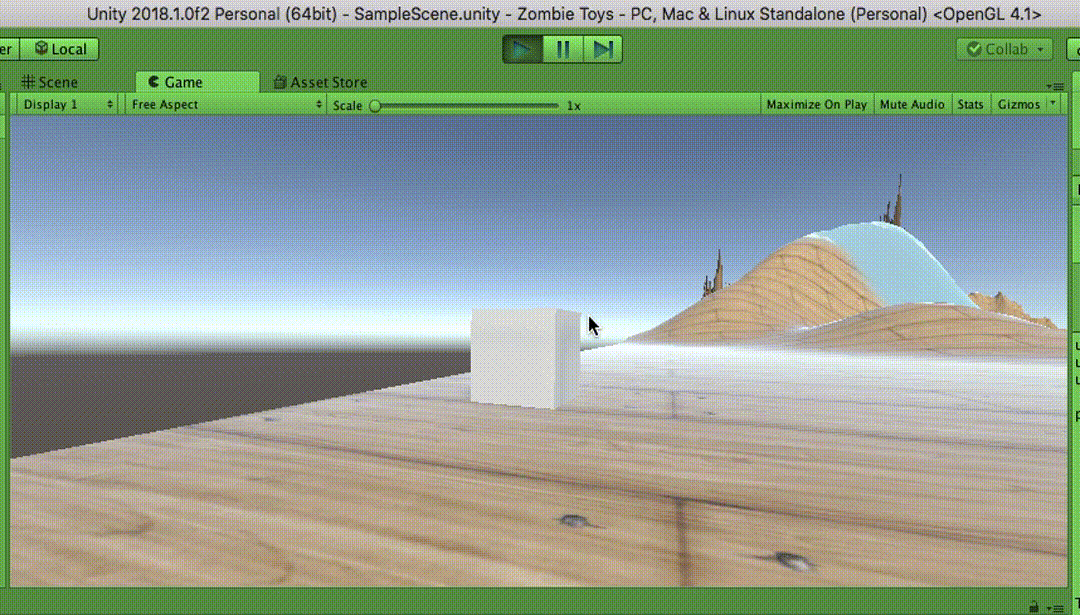 Unity 2018.1.0f2 Personal (64bit) - SampleScene.unity - Zombie Toys - PC, Mac & Linux Standalone (Personal) <OpenGL 4.1>
er Local Collab
Scene Game Asset Store
Display 1 Free Aspect Scale 1x Maximize On Play Mute Audio Stats Gizmos